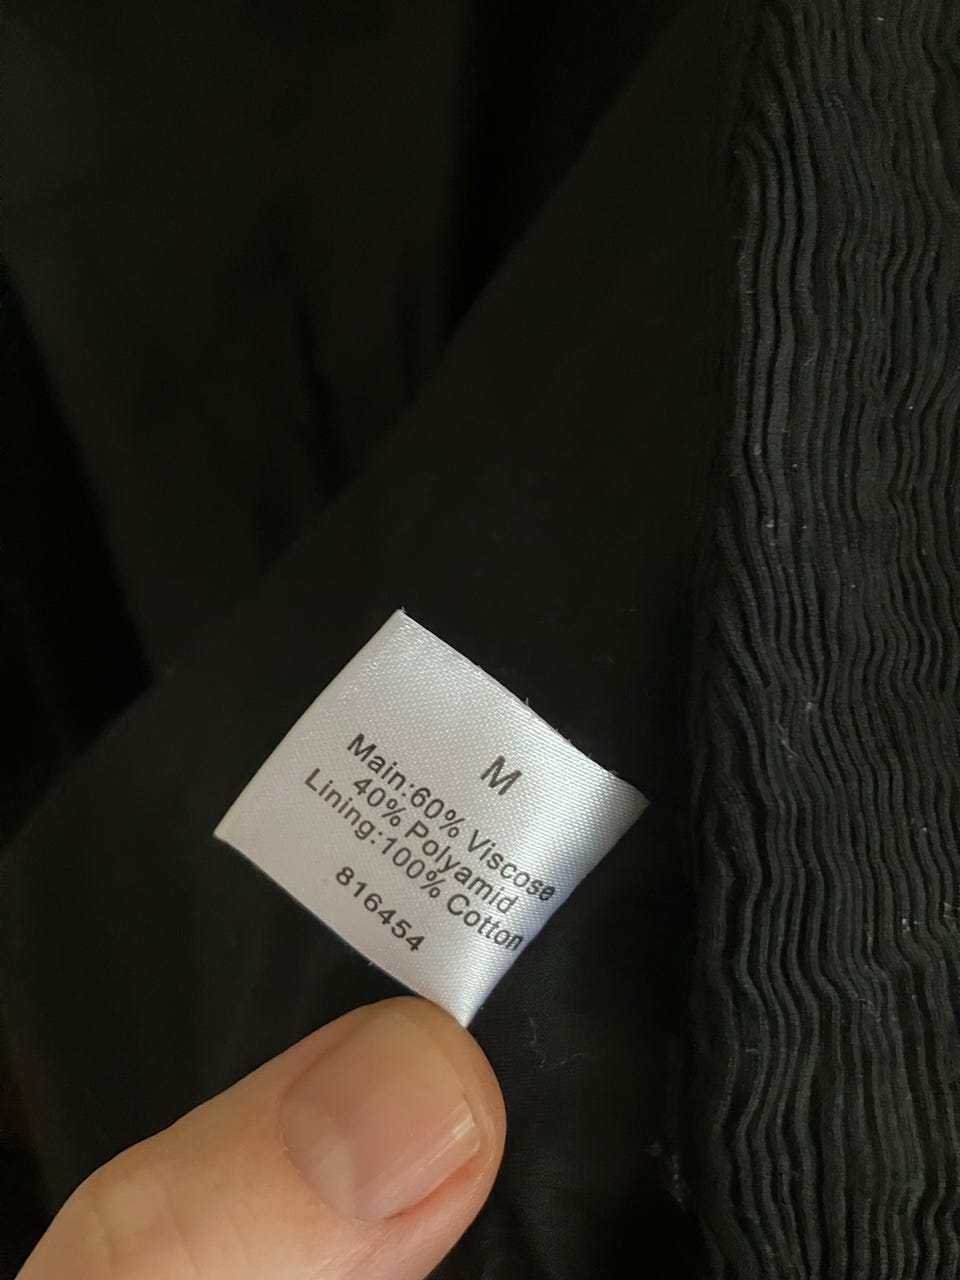 M
Main:60% Viscose
40% Polyamid
Lining:100% Cotton
816454